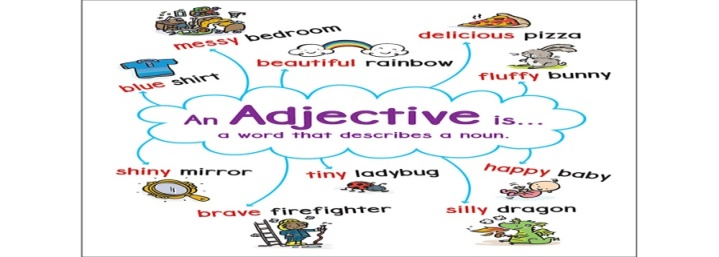 messy bedroom
delicious pizza
beautiful rainbow
fluffy bunny
blue shirt
An Adjective is...
a word that describes a noun.
shiny mirror
tiny ladybug
happy baby
brave firefighter
silly dragon